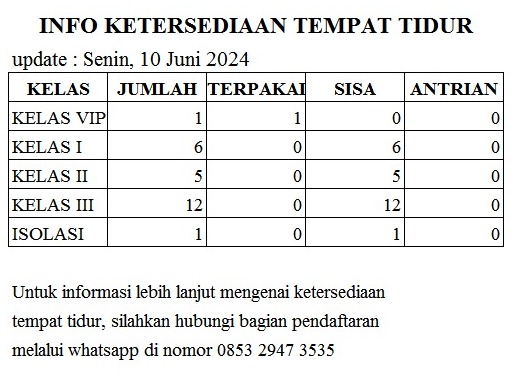 INFO KETERSEDIAAN TEMPAT TIDUR
update : Senin, 10 Juni 2024
KELAS JUMLAH TERPAKAI SISA ANTRIAN
KELAS VIP 1 1 0 0
KELAS I 6 0 6 0
KELAS II 5 0 5 0
KELAS III 12 0 12 0
ISOLASI 1 0 1 0
Untuk informasi lebih lanjut mengenai ketersediaan
tempat tidur, silahkan hubungi bagian pendaftaran
melalui whatsapp di nomor 0853 2947 3535